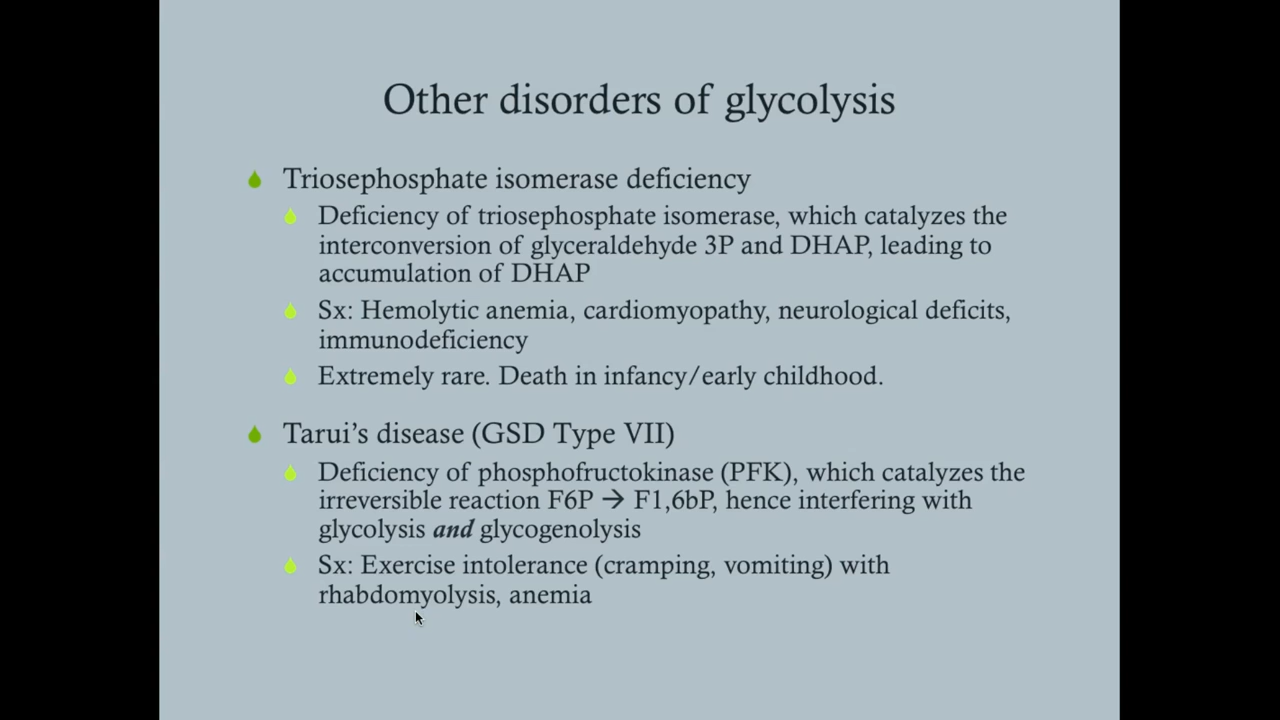 Other disorders of glycolysis
Triosephosphate isomerase deficiency
Deficiency of triosephosphate isomerase, which catalyzes the
interconversion of glyceraldehyde 3P and DHAP, leading to
accumulation of DHAP
Sx: Hemolytic anemia, cardiomyopathy, neurological deficits,
immunodeficiency
Extremely rare. Death in infancy/early childhood.
Tarui's disease (GSD Type VII)
Deficiency of phosphofructokinase (PFK), which catalyzes the
irreversible reaction F6P → F1,6bP, hence interfering with
glycolysis and glycogenolysis
Sx: Exercise intolerance (cramping, vomiting) with
rhabdomyolysis, anemia